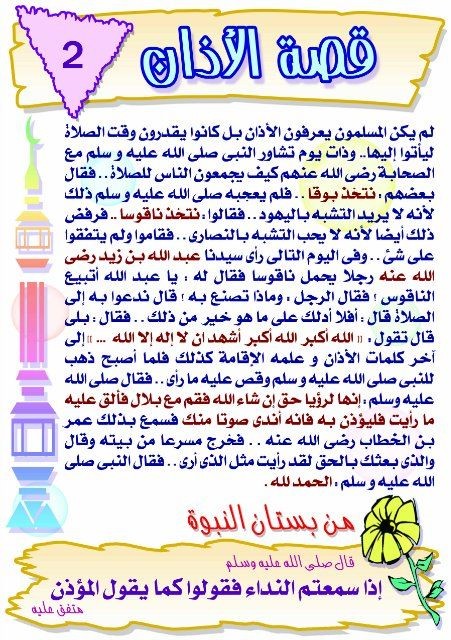 قصة الأذان
2
لم يكن المسلمون يعرفون الأذان بل كانوا يقدرون وقت الصلاة
ليأتوا إليها.. وذات يوم تشاور النبى صلى الله عليه و سلم مع
الصحابة رضى الله عنهم كيف يجمعون الناس للصلاة.. فقال
بعضهم : نتخذ بوقا .. فلم يعجبه صلى الله عليه و سلم ذلك
لأنه لا يريد التشبه باليهود .. فقالوا : نتخذ ناقوسا .. فرفض
ذلك أيضا لأنه لا يحب التشبه بالنصارى .. فقاموا ولم يتفقوا
على شئ .. وفى اليوم التالى رأى سيدنا عبد الله بن زيد رضى
الله عنه رجلا يحمل ناقوسا فقال له : يا عبد الله أتبيع
الناقوس ؟ فقال الرجل ، وماذا تصنع به ؟ قال ندعوا به إلى
الصلاة قال : أفلا أدلك على ما هو خير من ذلك .. فقال : بلى
قال تقول : « الله أكبر الله أكبر أشهد ان لا إله إلا الله ... » إلى
آخر كلمات الأذان و علمه الإقامة كذلك فلما أصبح ذهب
للنبى صلى الله عليه و سلم وقص عليه ما رأى .. فقال صلى الله
عليه وسلم : إنها لرؤيا حق إن شاء الله فقم مع بلال فألق عليه
ما رأيت فليؤذن به فانه أندى صوتا منك فسمع بذلك عمر
بن الخطاب رضى الله عنه .. فخرج مسرعا من بيته وقال
والذى بعثك بالحق لقد رأيت مثل الذى أرى .. فقال النبى صلى
الله عليه و سلم : الحمد لله .
من بستان النبوة
قال صلى الله عليه وسلم
إذا سمعتم النداء فقولوا كما يقول المؤذن
متفق عليه